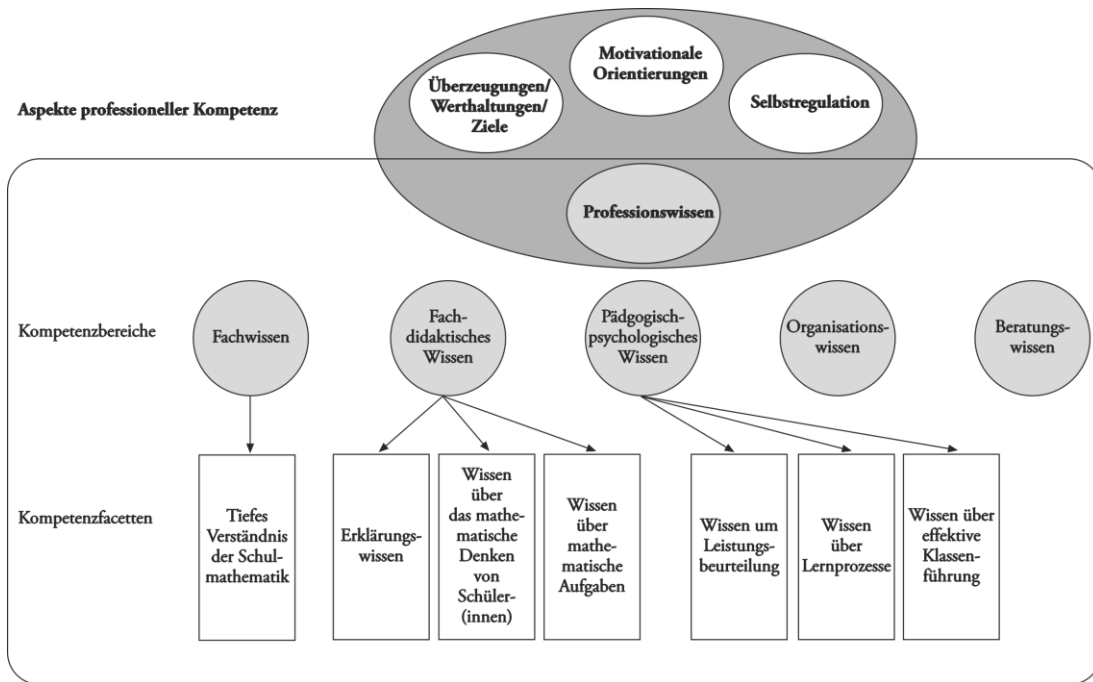 Motivationale
Orientierungen
Überzeugungen/
Werthaltungen/
Ziele
Selbstregulation
Aspekte professioneller Kompetenz
Professionswissen
Kompetenzbereiche
Fachwissen
Fach-
didaktisches
Wissen
Pädgogisch-
psychologisches
Wissen
Organisations-
wissen
Beratungs-
wissen
Kompetenzfacetten
Tiefes
Verständnis
der Schul-
mathematik
Erklärungs-
wissen
Wissen
über
das mathe-
matische
Denken
von
Schüler-
(innen)
Wissen
über
mathe-
matische
Aufgaben
Wissen um
Leistungs-
beurteilung
Wissen
über
Lernprozesse
Wissen über
effektive
Klassen-
führung